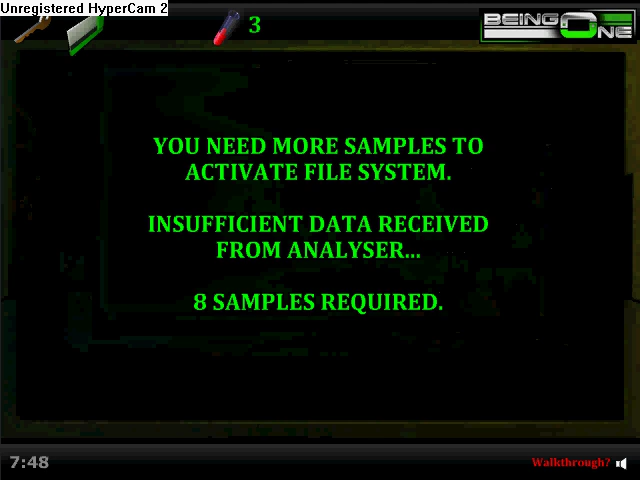 Unregistered HyperCam 2
3
BEING
ONE
YOU NEED MORE SAMPLES TO
ACTIVATE FILE SYSTEM.
INSUFFICIENT DATA RECEIVED
FROM ANALYSER...
8 SAMPLES REQUIRED.
7:48
Walkthrough?